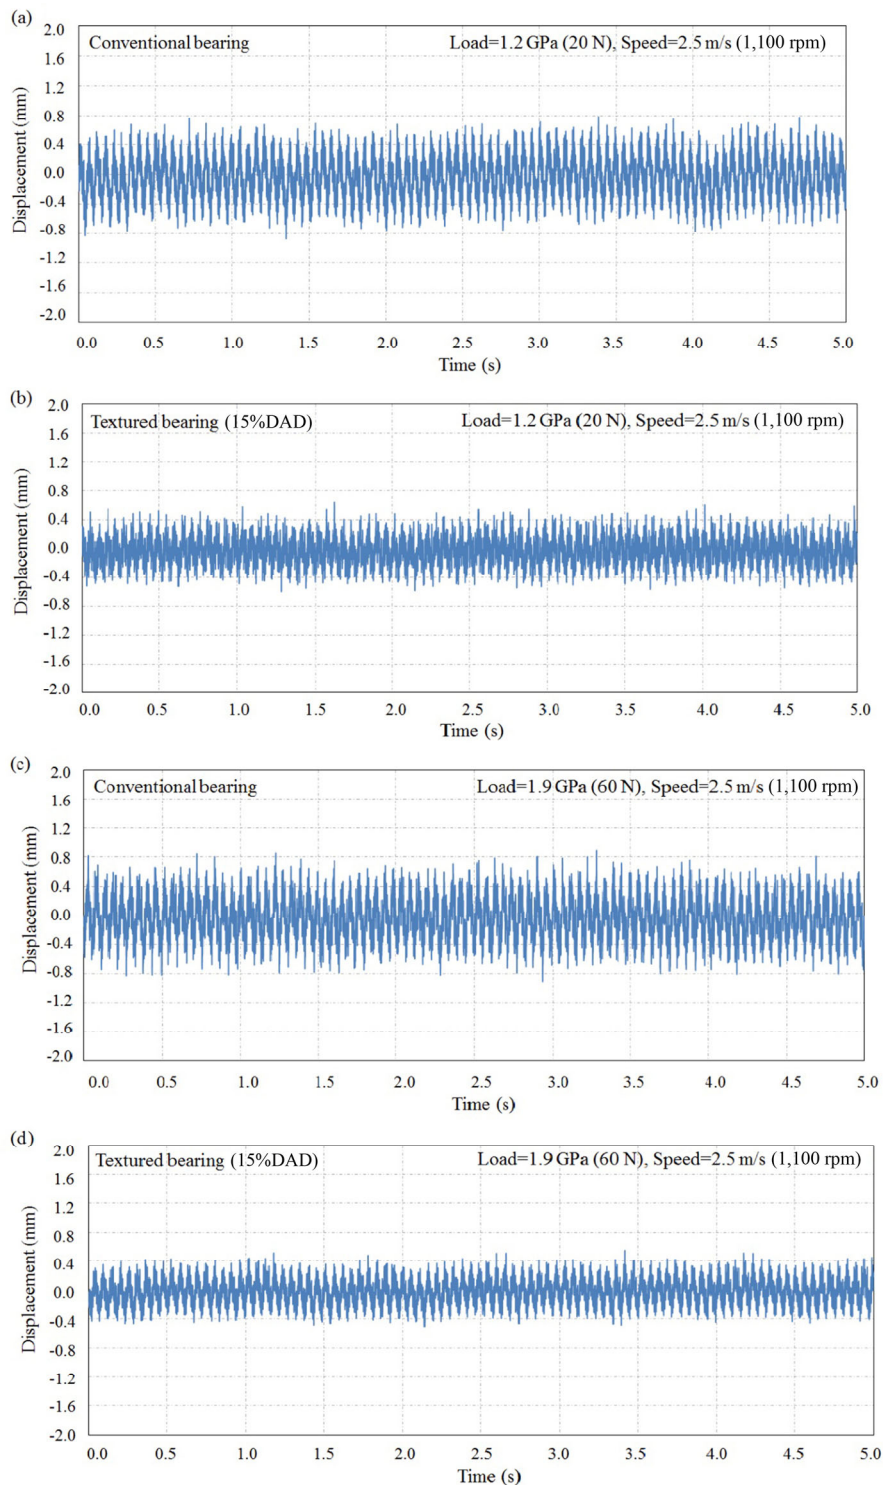 (a)
2.0
Conventional bearing Load=1.2 GPa (20 N), Speed=2.5 m/s (1,100 rpm)
1.6
1.2
0.8
0.4
0.0
-0.4
-0.8
-1.2
-1.6
-2.0
Displacement (mm)
0.0 0.5 1.0 1.5 2.0 2.5 3.0 3.5 4.0 4.5 5.0
Time (s)
(b)
2.0
Textured bearing (15%DAD) Load=1.2 GPa (20 N), Speed=2.5 m/s (1,100 rpm)
1.6
1.2
0.8
0.4
0.0
-0.4
-0.8
-1.2
-1.6
-2.0
Displacement (mm)
0.0 0.5 1.0 1.5 2.0 2.5 3.0 3.5 4.0 4.5 5.0
Time (s)
(c)
2.0
Conventional bearing Load=1.9 GPa (60 N), Speed=2.5 m/s (1,100 rpm)
1.6
1.2
0.8
0.4
0.0
-0.4
-0.8
-1.2
-1.6
-2.0
Displacement (mm)
0.0 0.5 1.0 1.5 2.0 2.5 3.0 3.5 4.0 4.5 5.0
Time (s)
(d)
2.0
Textured bearing (15%DAD) Load=1.9 GPa (60 N), Speed=2.5 m/s (1,100 rpm)
1.6
1.2
0.8
0.4
0.0
-0.4
-0.8
-1.2
-1.6
-2.0
Displacement (mm)
0.0 0.5 1.0 1.5 2.0 2.5 3.0 3.5 4.0 4.5 5.0
Time (s)